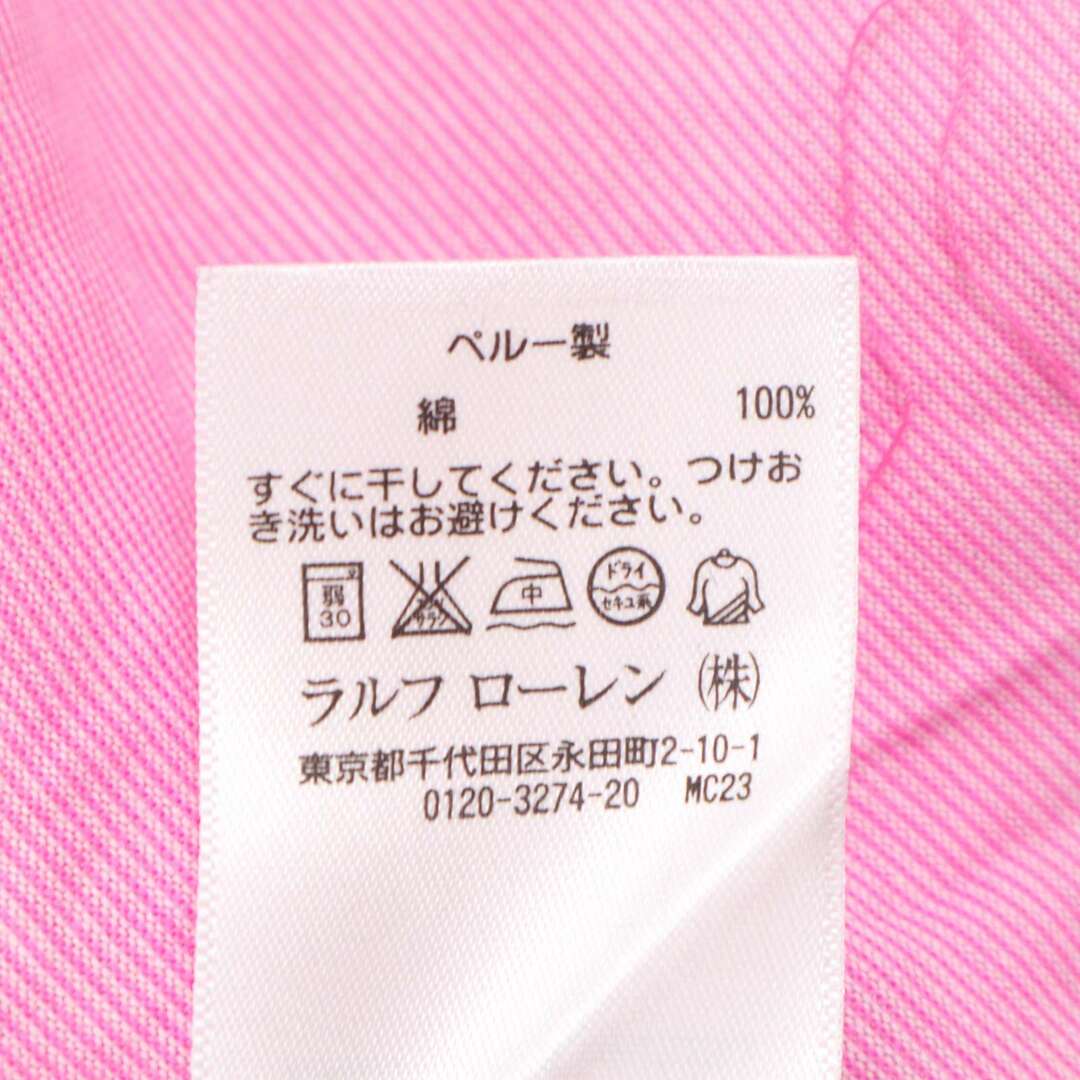 ペルー製
綿 100%
すぐに干してください。つけお
き洗いはお避けください。
弱 30
中
ドライ
セキユ系
ラルフ ローレン ㈱
東京都千代田区永田町2-10-1
0120-3274-20 MC23